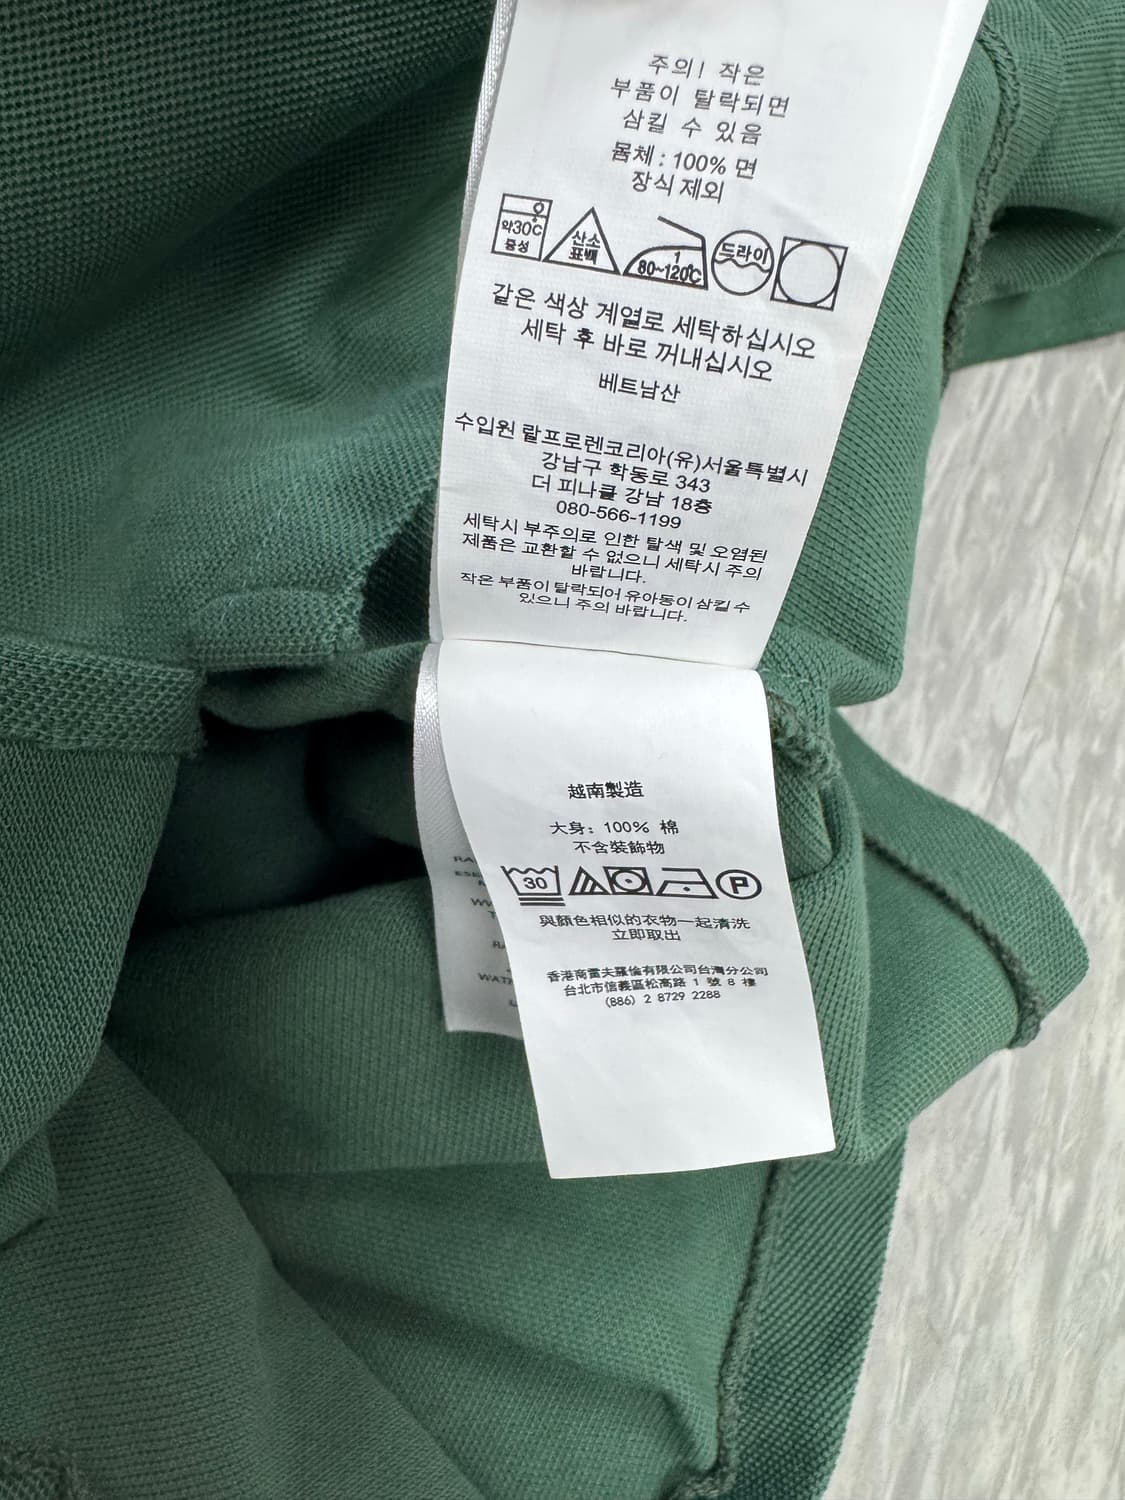 주의! 작은
부품이 탈락되면
삼킬 수 있음
몸체 : 100% 면
장식 제외
약30℃
중성
산소
표백
1
80~120℃
드라이
같은 색상 계열로 세탁하십시오
세탁 후 바로 꺼내십시오
베트남산
수입원 랄프로렌코리아(유)서울특별시
강남구 학동로 343
더 피나클 강남 18층
080-566-1199
세탁시 부주의로 인한 탈색 및 오염된
제품은 교환할 수 없으니 세탁시 주의
바랍니다.
작은 부품이 탈락되어 유아동이 삼킬 수
있으니 주의 바랍니다.
越南製造
大身: 100% 棉
不含裝飾物
30
P
與顏色相似的衣物一起清洗
立即取出
香港商雷夫羅倫有限公司台灣分公司
台北市信義區松高路 1 號 8 樓
(886) 2 8729 2288